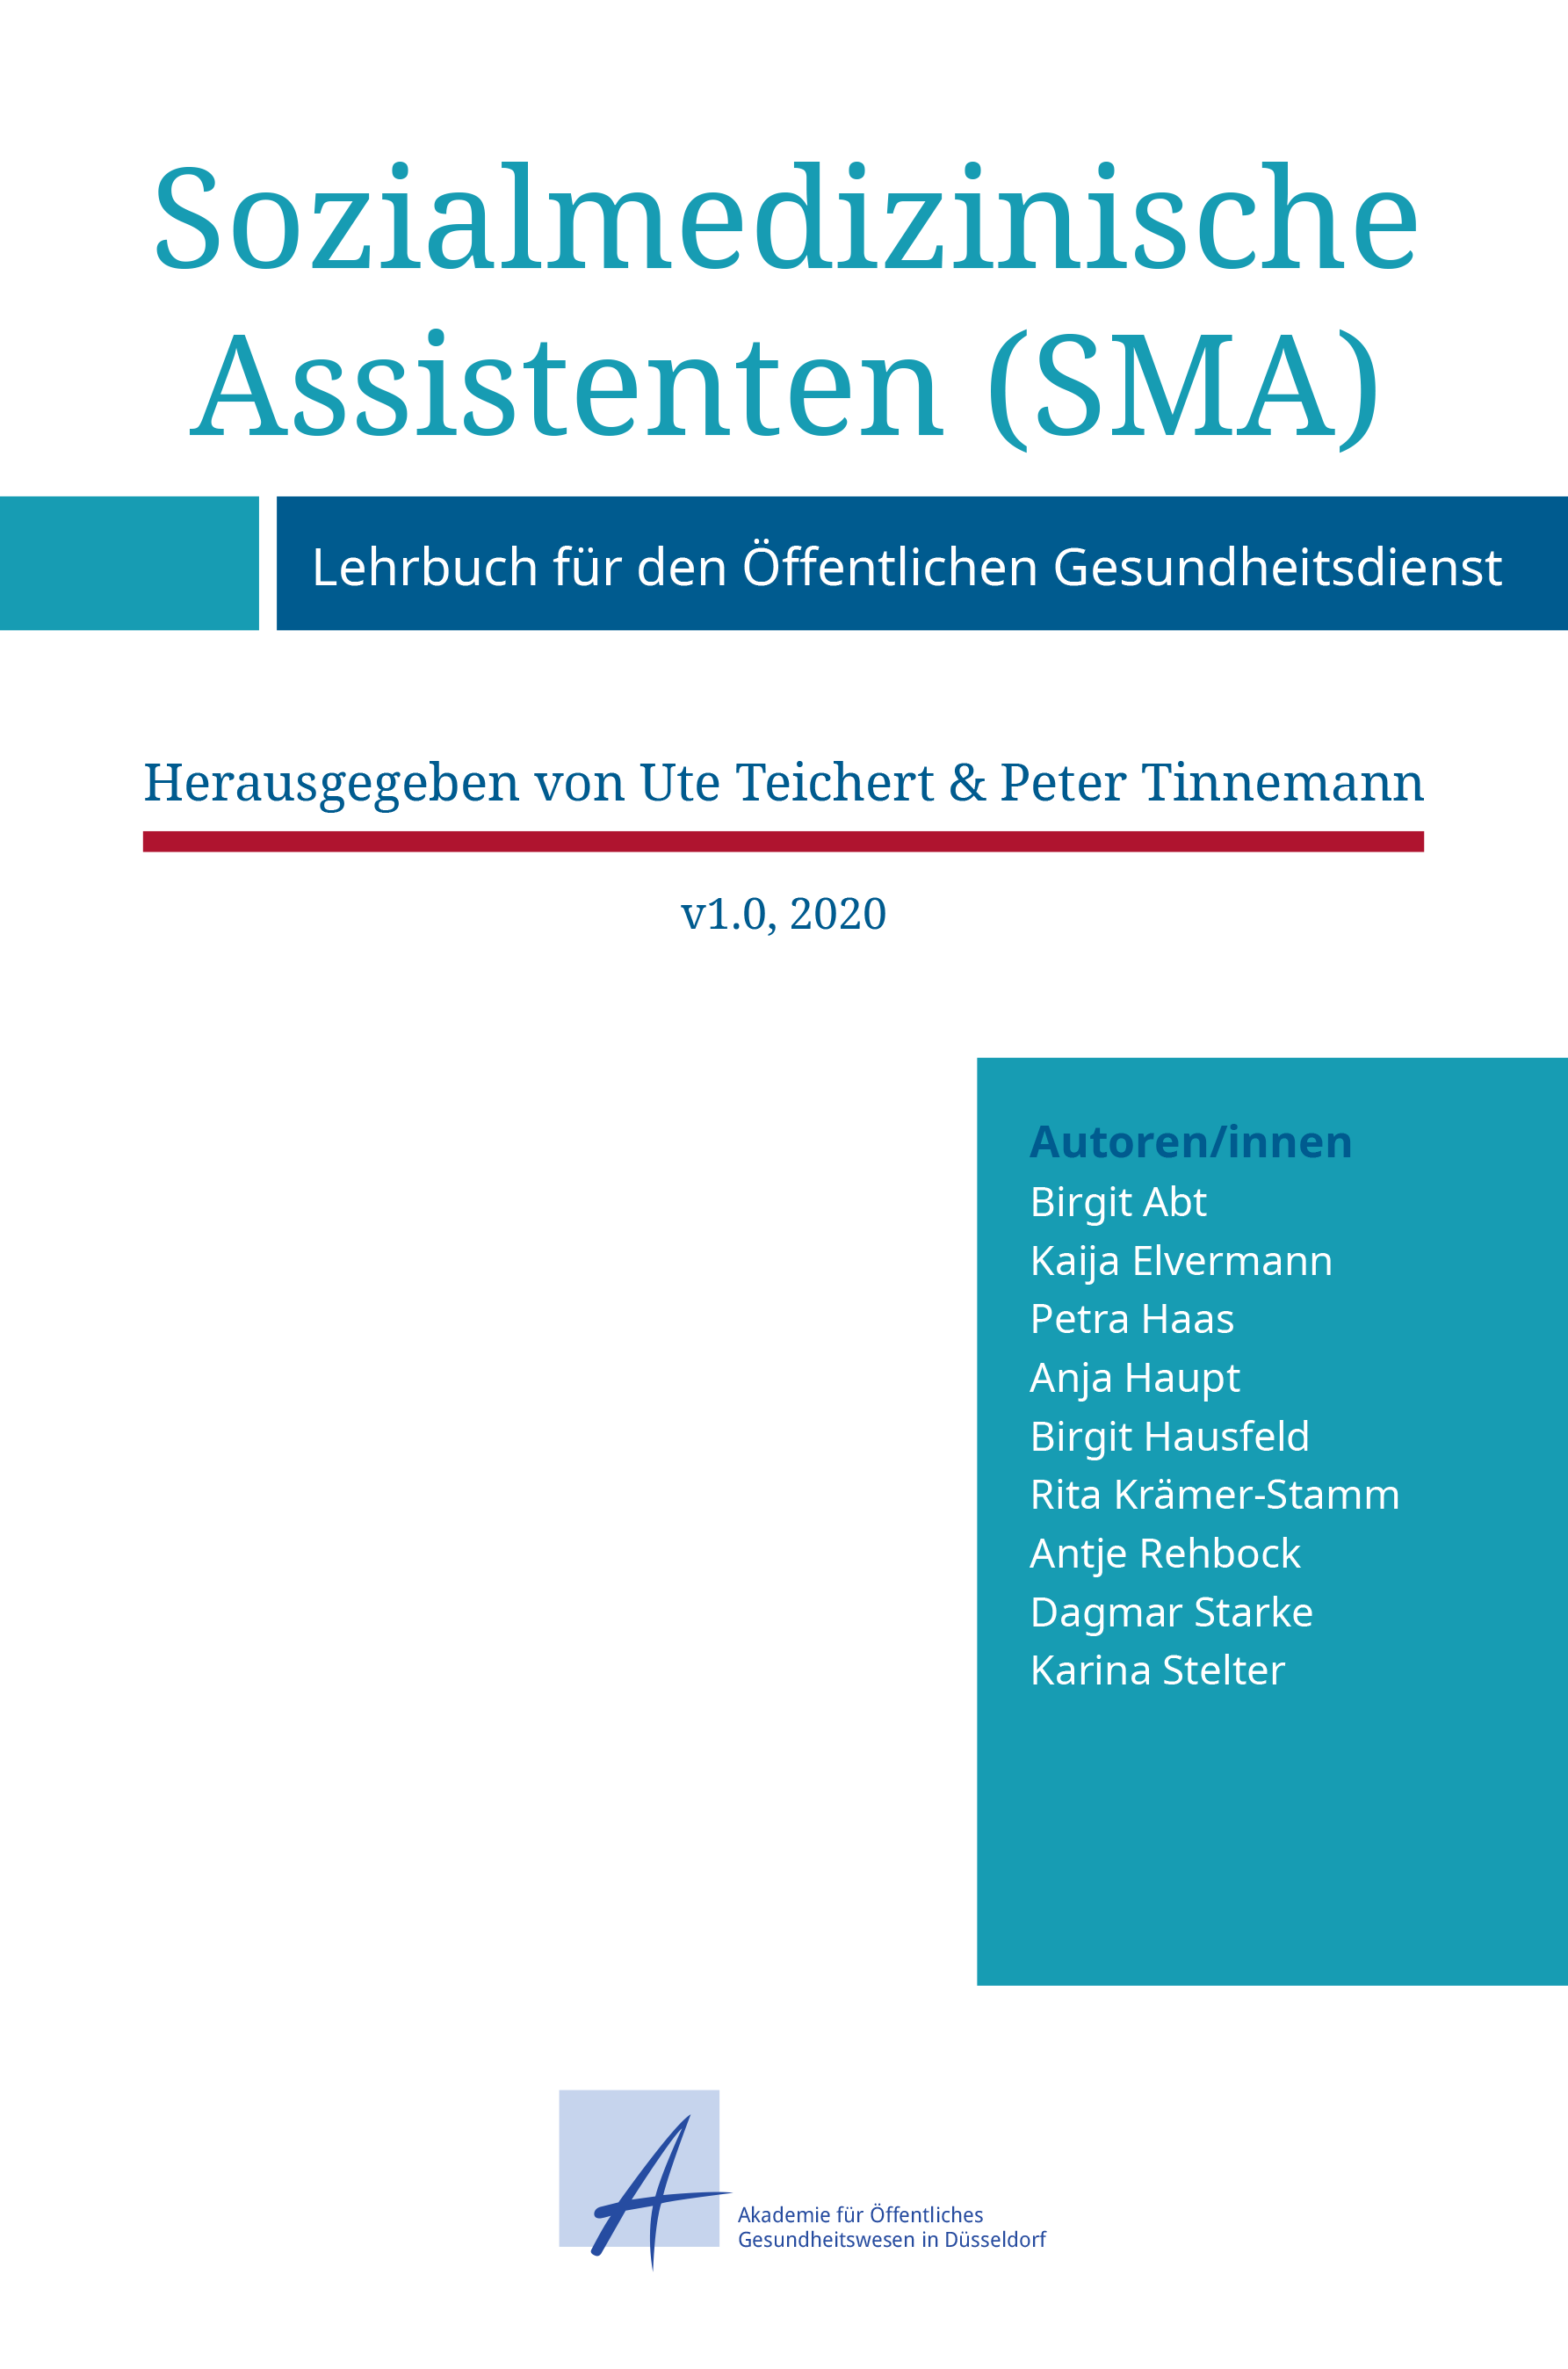 Sozialmedizinische
Assistenten (SMA)
Lehrbuch für den Öffentlichen Gesundheitsdienst
Herausgegeben von Ute Teichert & Peter Tinnemann
v1.0, 2020
Autoren/innen
Birgit Abt
Kaija Elvermann
Petra Haas
Anja Haupt
Birgit Hausfeld
Rita Krämer-Stamm
Antje Rehbock
Dagmar Starke
Karina Stelter
A
Akademie für Öffentliches
Gesundheitswesen in Düsseldorf